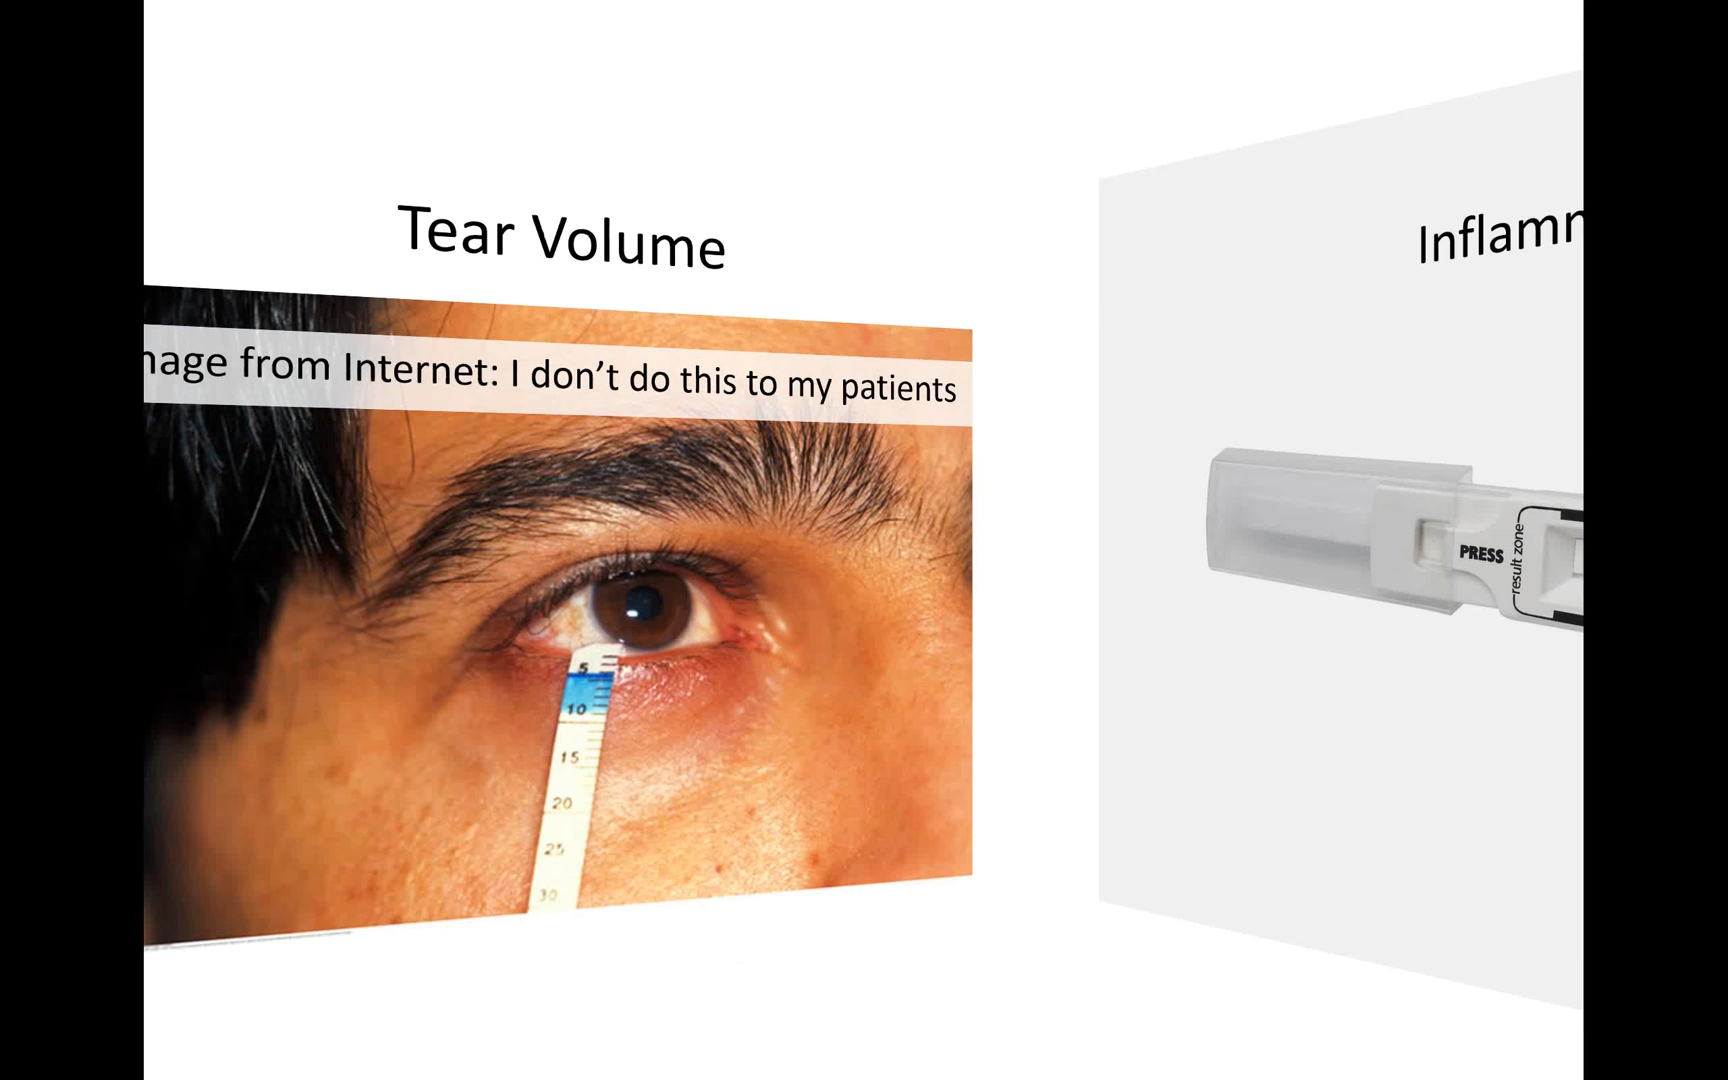 Tear Volume
nage from Internet: I don’t do this to my patients
5
10
15
20
25
30
Inflamm
PRESS
result zone